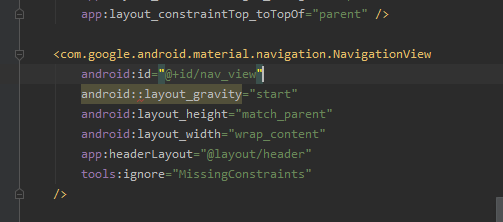 app:layout_constraintTop_toTopOf="parent" />
<com.google.android.material.navigation.NavigationView
android:id="@+id/nav_view"
android::layout_gravity="start"
android:layout_height="match_parent"
android:layout_width="wrap_content"
app:headerLayout="@layout/header"
tools:ignore="MissingConstraints"
/>